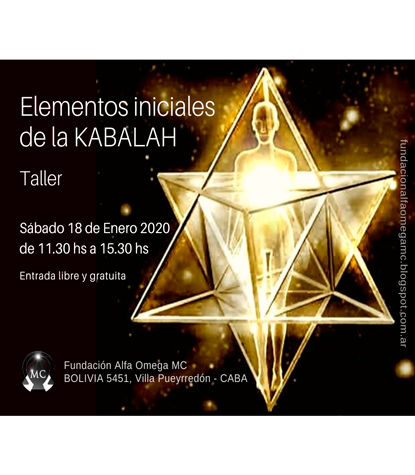 Elementos iniciales
de la KABALAH
Taller
Sábado 18 de Enero 2020
de 11.30 hs a 15.30 hs
Entrada libre y gratuita
MC
Fundación Alfa Omega MC
BOLIVIA 5451, Villa Pueyrredón - CABA
fundacionalfaomegamc.blogspot.com.ar